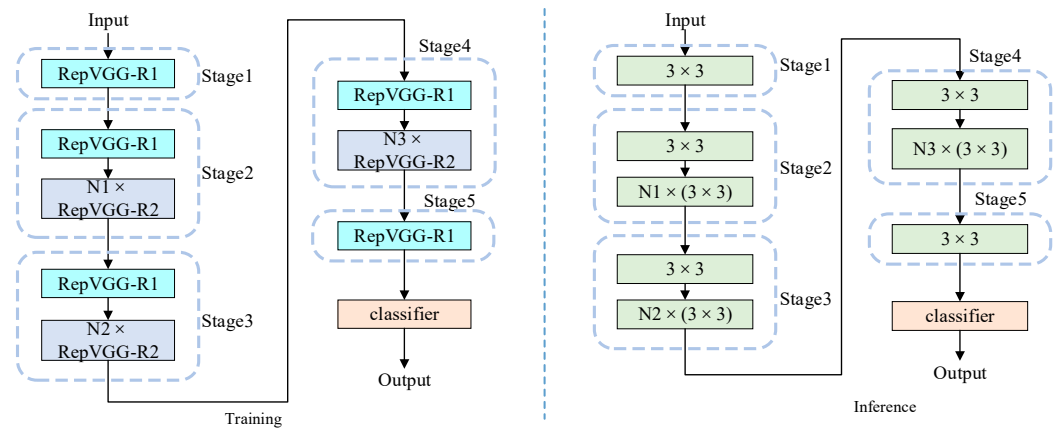 Input
RepVGG-R1
Stage1
RepVGG-R1
N1 ×
RepVGG-R2
Stage2
RepVGG-R1
N2 ×
RepVGG-R2
Stage3
Stage4
RepVGG-R1
N3 ×
RepVGG-R2
Stage5
RepVGG-R1
classifier
Output
Training
Input
3 × 3
Stage1
3 × 3
N1 × (3 × 3)
Stage2
3 × 3
N2 × (3 × 3)
Stage3
Stage4
3 × 3
N3 × (3 × 3)
Stage5
3 × 3
classifier
Output
Inference